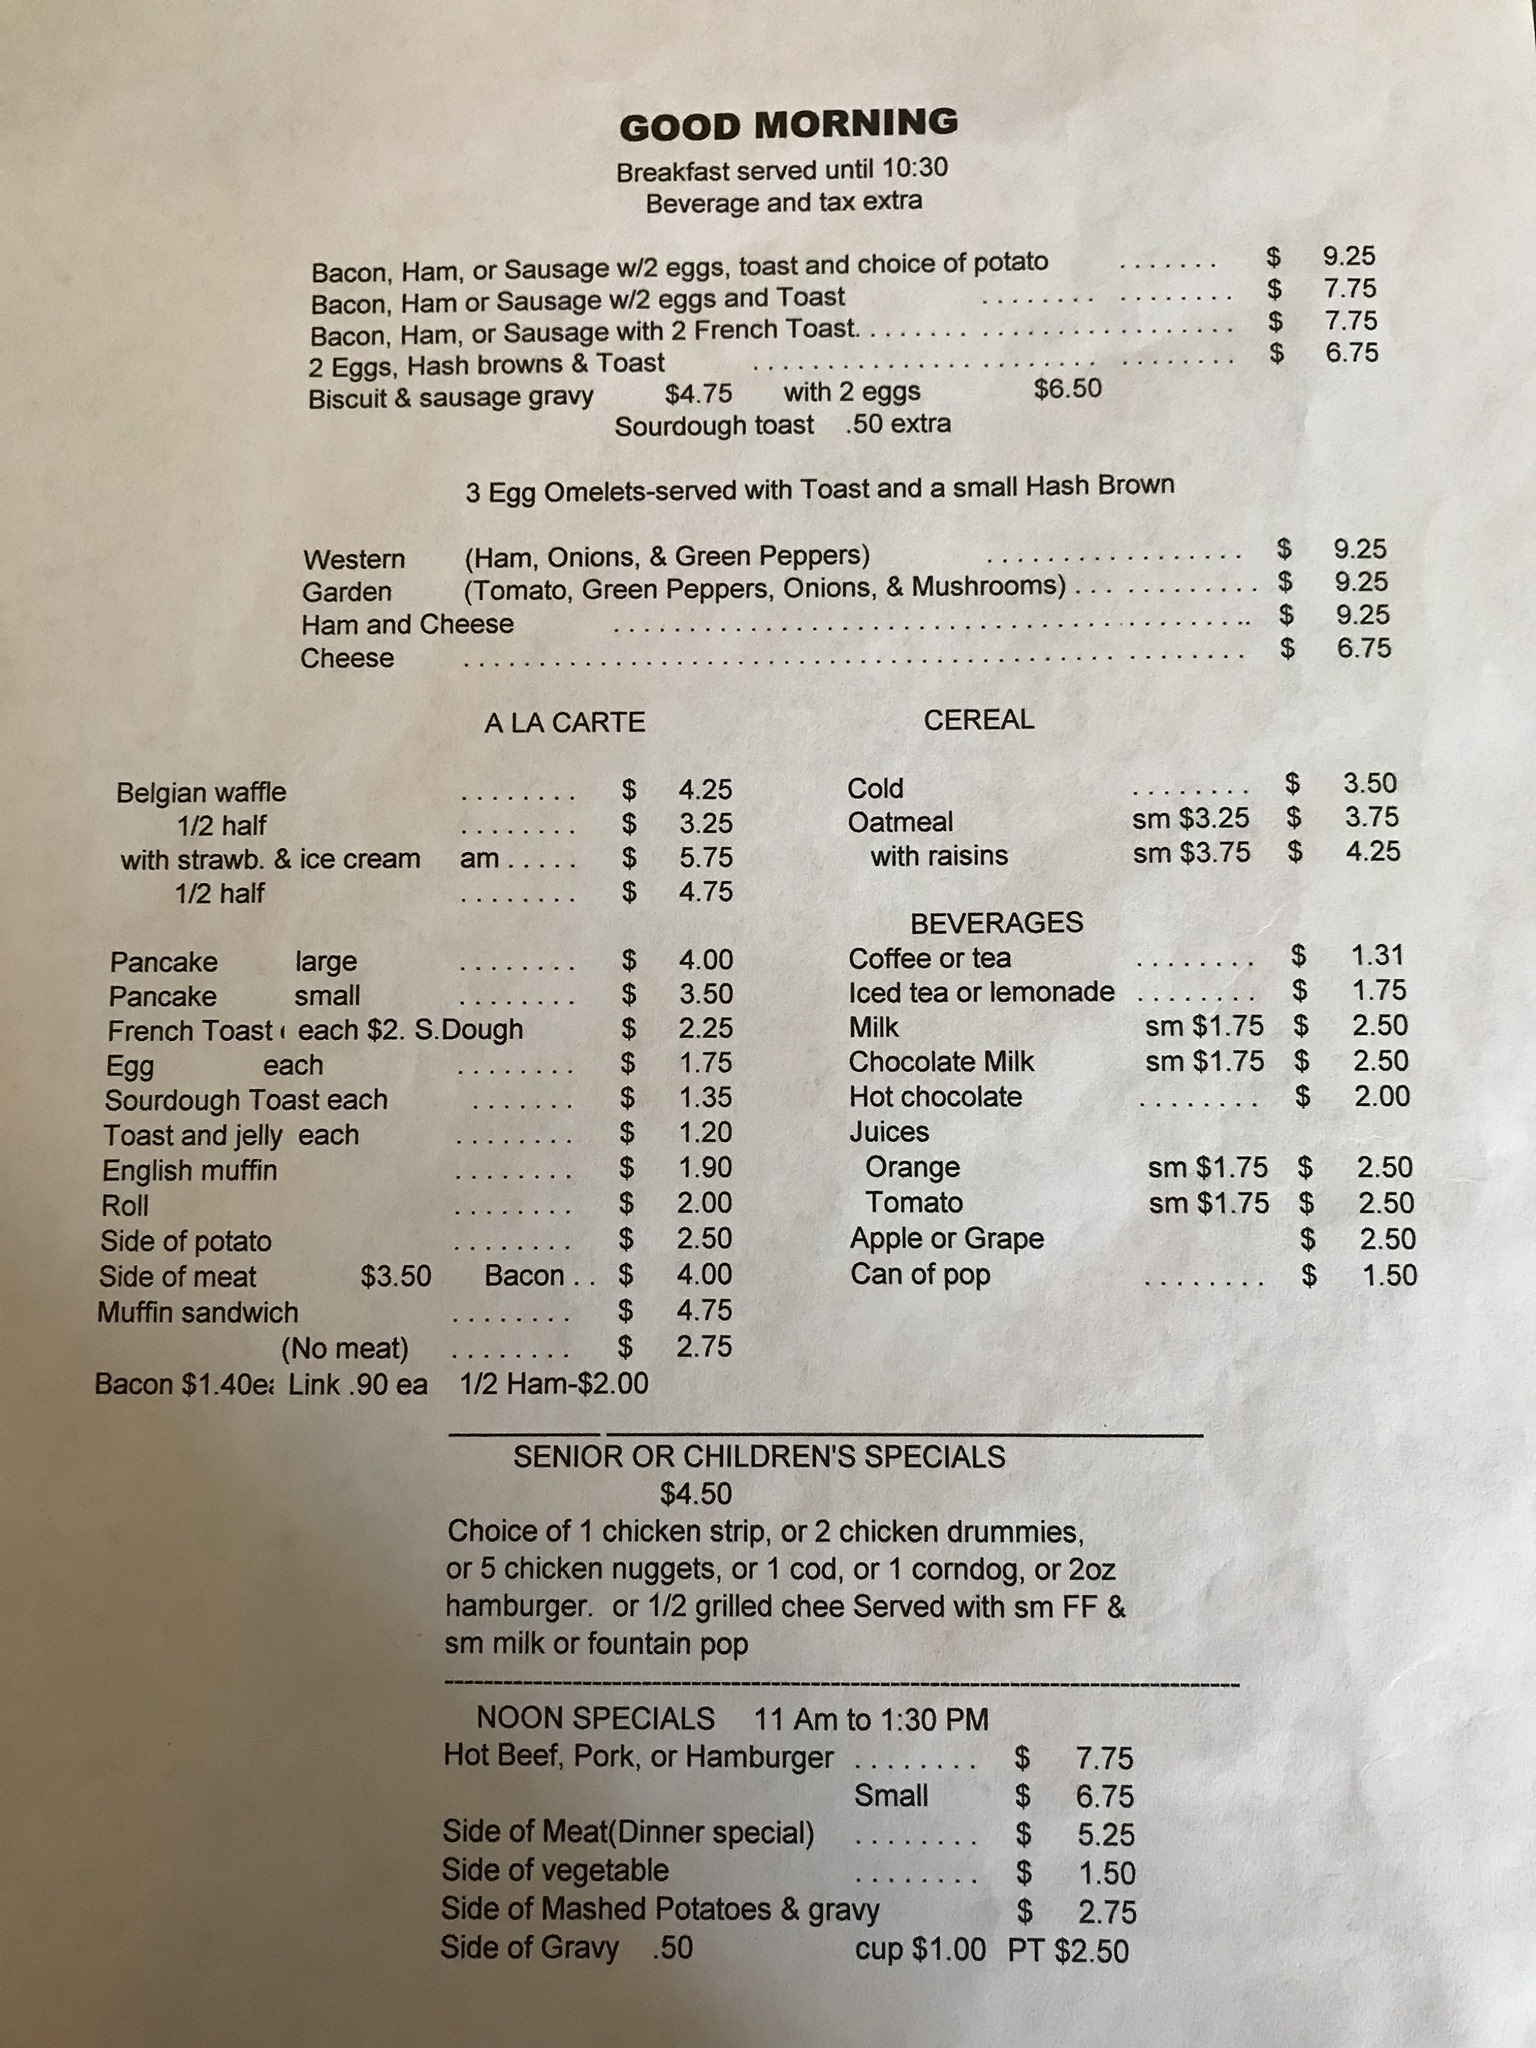 GOOD MORNING
Breakfast served until 10:30
Beverage and tax extra
Bacon, Ham, or Sausage w/2 eggs, toast and choice of potato ....... $ 9.25
Bacon, Ham or Sausage w/2 eggs and Toast ........ ........ $ 7.75
Bacon, Ham, or Sausage with 2 French Toast......................... $ 7.75
2 Eggs, Hash browns & Toast ....................... ........ $ 6.75
Biscuit & sausage gravy $4.75 with 2 eggs $6.50
Sourdough toast .50 extra
3 Egg Omelets-served with Toast and a small Hash Brown
Western (Ham, Onions, & Green Peppers) ................. $ 9.25
Garden (Tomato, Green Peppers, Onions, & Mushrooms) ............. $ 9.25
Ham and Cheese ........................................... $ 9.25
Cheese ..................................................... $ 6.75
A LA CARTE
Belgian waffle ........ $ 4.25
1/2 half ........ $ 3.25
with strawb. & ice cream am ..... $ 5.75
1/2 half ........ $ 4.75
Pancake large ........ $ 4.00
Pancake small ........ $ 3.50
French Toast each $2. S.Dough $ 2.25
Egg each ........ $ 1.75
Sourdough Toast each ....... $ 1.35
Toast and jelly each ........ $ 1.20
English muffin ........ $ 1.90
Roll ........ $ 2.00
Side of potato ........ $ 2.50
Side of meat $3.50 Bacon .. $ 4.00
Muffin sandwich ........ $ 4.75
(No meat) ........ $ 2.75
Bacon $1.40ea Link .90 ea 1/2 Ham-$2.00
CEREAL
Cold ........ $ 3.50
Oatmeal sm $3.25 $ 3.75
with raisins sm $3.75 $ 4.25
BEVERAGES
Coffee or tea ........ $ 1.31
Iced tea or lemonade ........ $ 1.75
Milk sm $1.75 $ 2.50
Chocolate Milk sm $1.75 $ 2.50
Hot chocolate ........ $ 2.00
Juices
Orange sm $1.75 $ 2.50
Tomato sm $1.75 $ 2.50
Apple or Grape $ 2.50
Can of pop ........ $ 1.50
SENIOR OR CHILDREN'S SPECIALS
$4.50
Choice of 1 chicken strip, or 2 chicken drummies,
or 5 chicken nuggets, or 1 cod, or 1 corndog, or 2oz
hamburger. or 1/2 grilled chee Served with sm FF &
sm milk or fountain pop
NOON SPECIALS 11 Am to 1:30 PM
Hot Beef, Pork, or Hamburger ........ $ 7.75
Small $ 6.75
Side of Meat(Dinner special) ........ $ 5.25
Side of vegetable ........ $ 1.50
Side of Mashed Potatoes & gravy $ 2.75
Side of Gravy .50 cup $1.00 PT $2.50